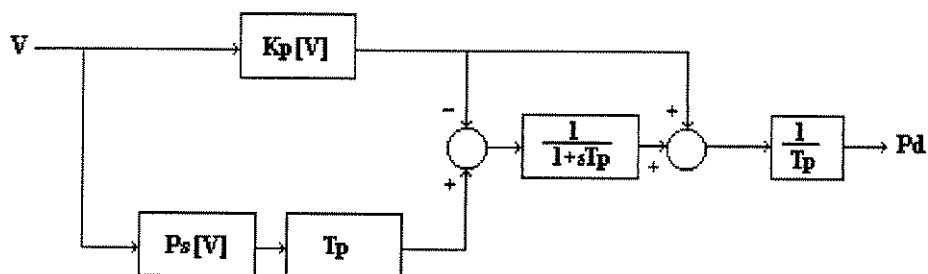 V
Kp[V]
−
+
1
1+sTp
+
+
1
Tp
Pd
+
Ps[V]
Tp